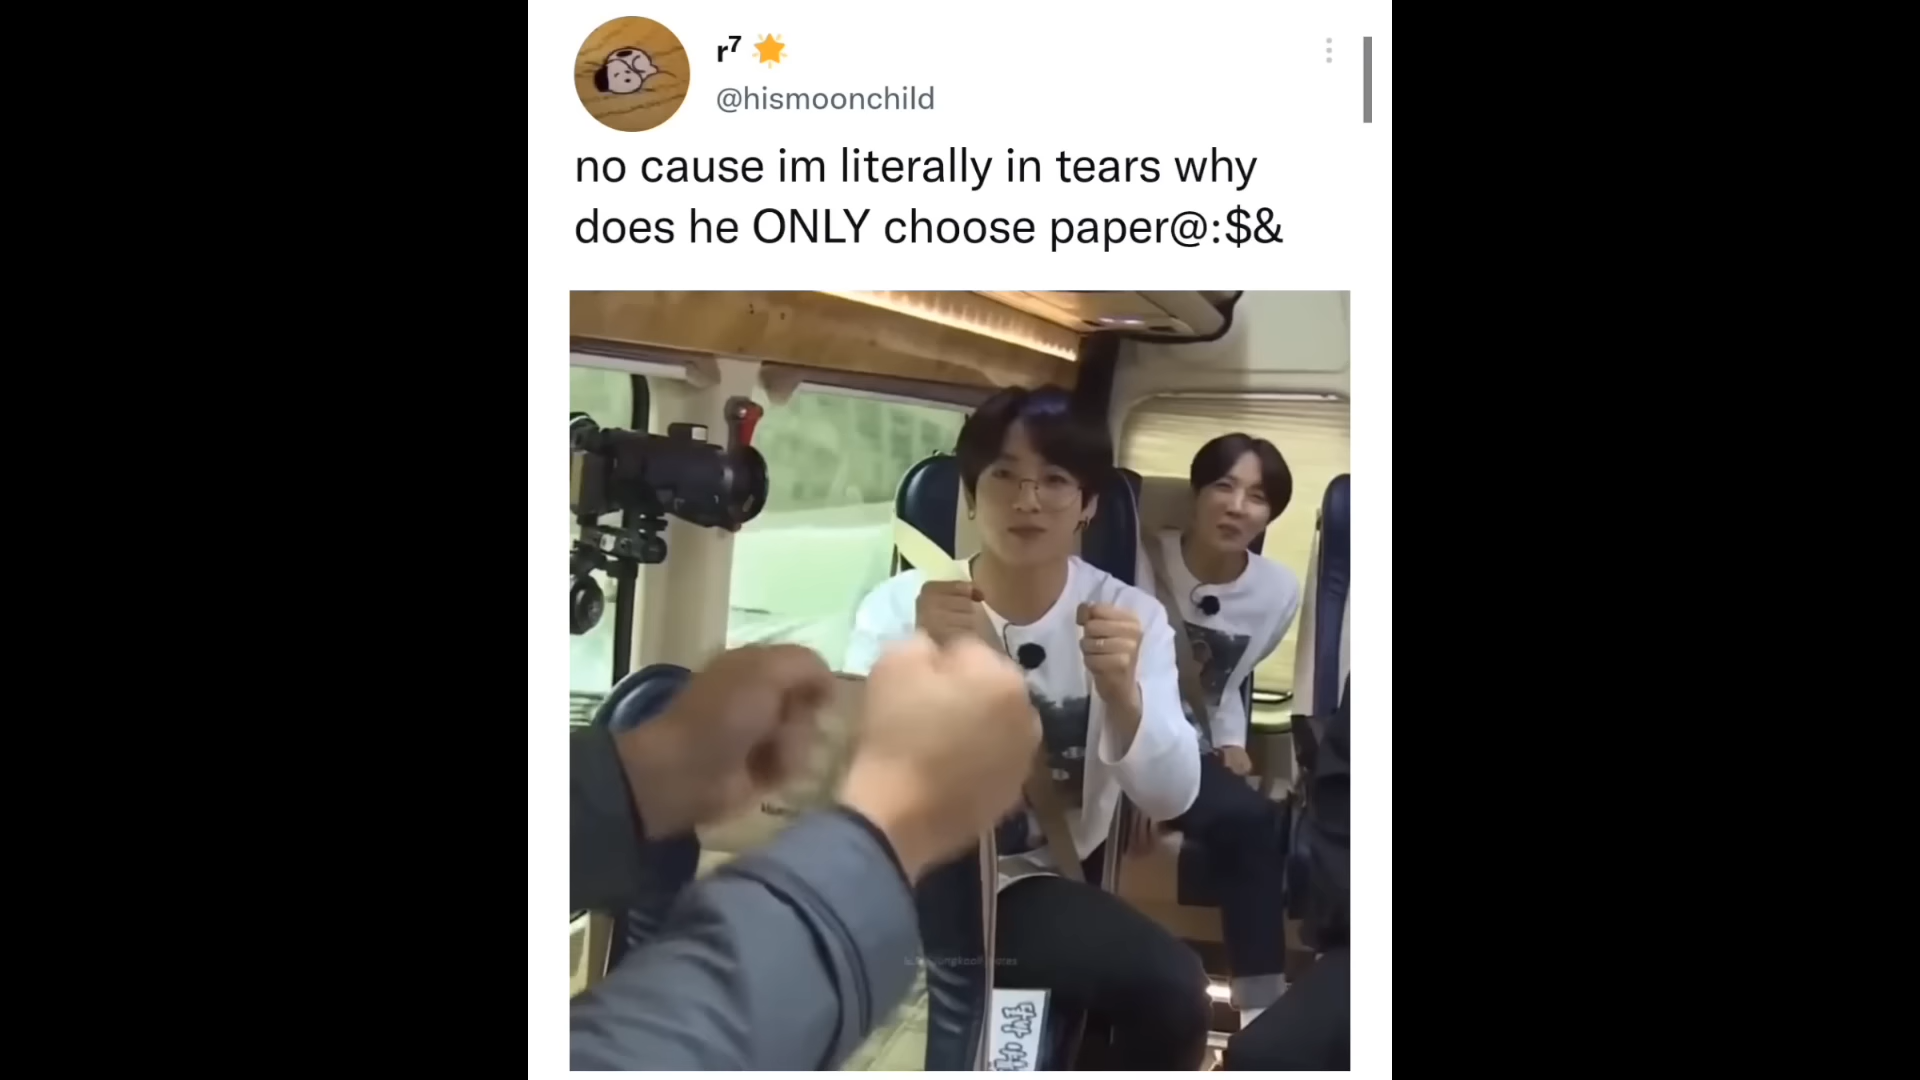 r⁷ 🌟
@hismoonchild
no cause im literally in tears why
does he ONLY choose paper@:$&